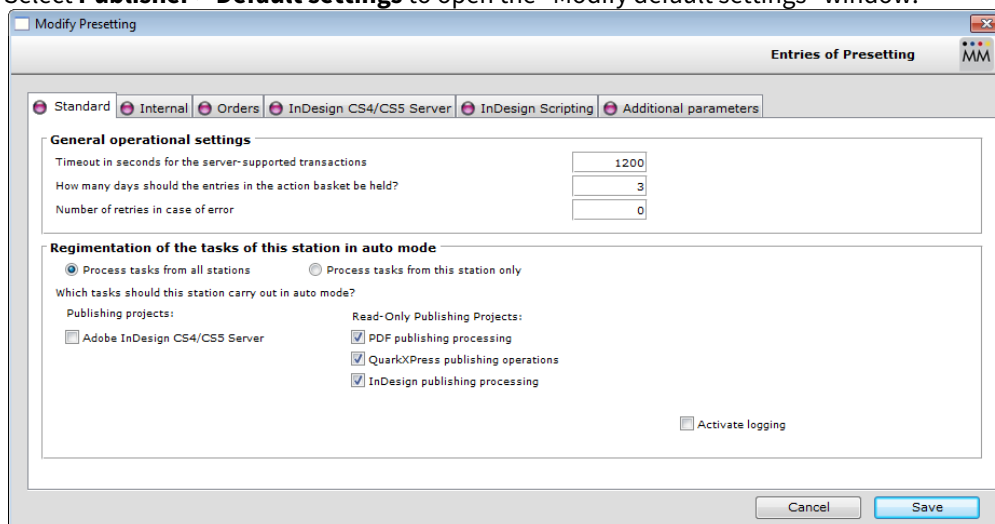 Select Publisher – Default settings to open the "Modify default settings" window.
Modify Presetting
Entries of Presetting
MM
Standard Internal Orders InDesign CS4/CS5 Server InDesign Scripting Additional parameters
General operational settings
Timeout in seconds for the server-supported transactions 1200
How many days should the entries in the action basket be held? 3
Number of retries in case of error 0
Regimentation of the tasks of this station in auto mode
Process tasks from all stations Process tasks from this station only
Which tasks should this station carry out in auto mode?
Publishing projects: Read-Only Publishing Projects:
Adobe InDesign CS4/CS5 Server PDF publishing processing
QuarkXPress publishing operations
InDesign publishing processing
Activate logging
Cancel Save